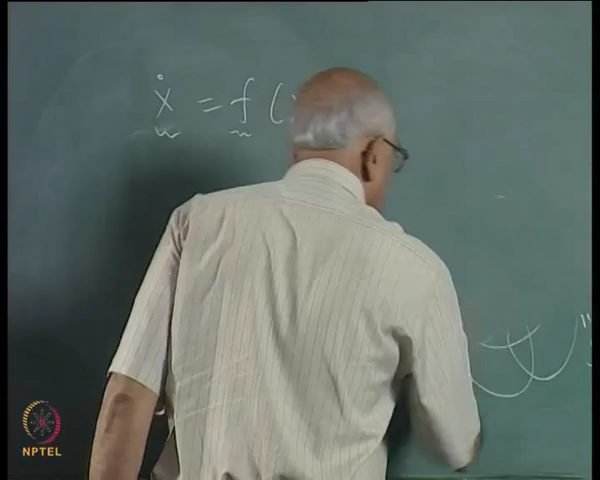 ẋ = f (
NPTEL